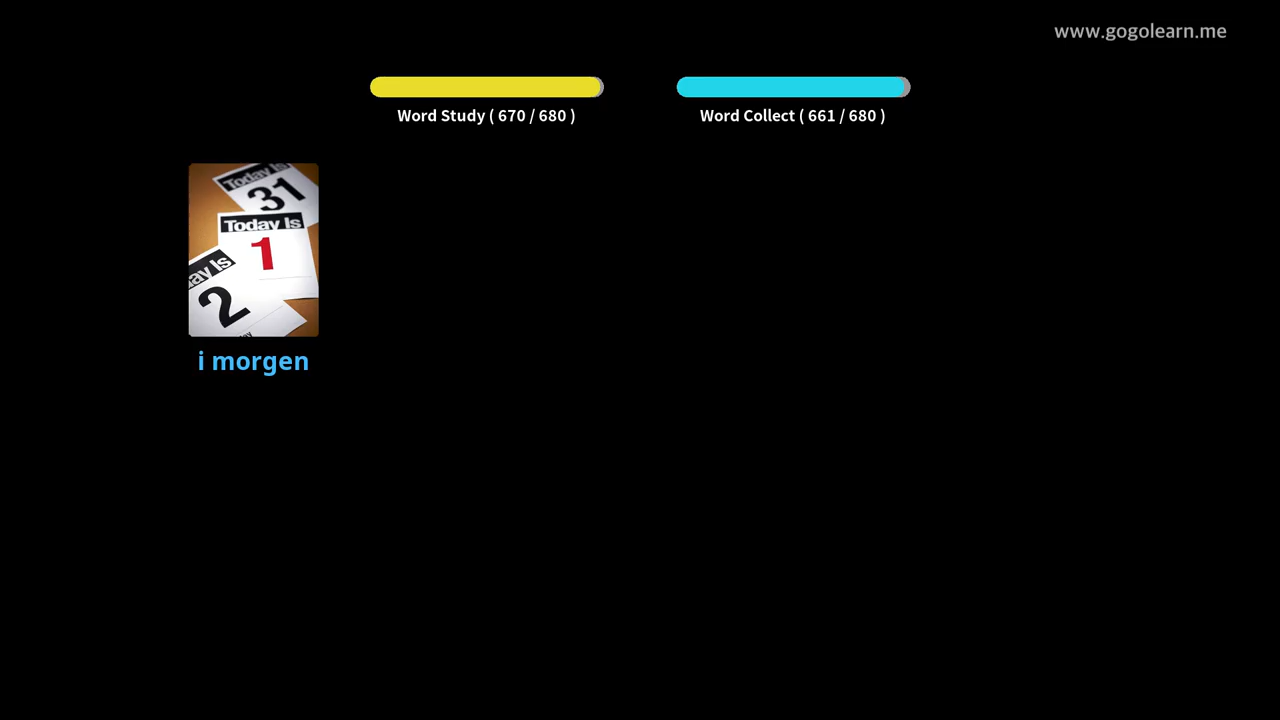 www.gogolearn.me
Word Study ( 670 / 680 )
Word Collect ( 661 / 680 )
Today Is
31
Today Is
1
ay Is
2
i morgen